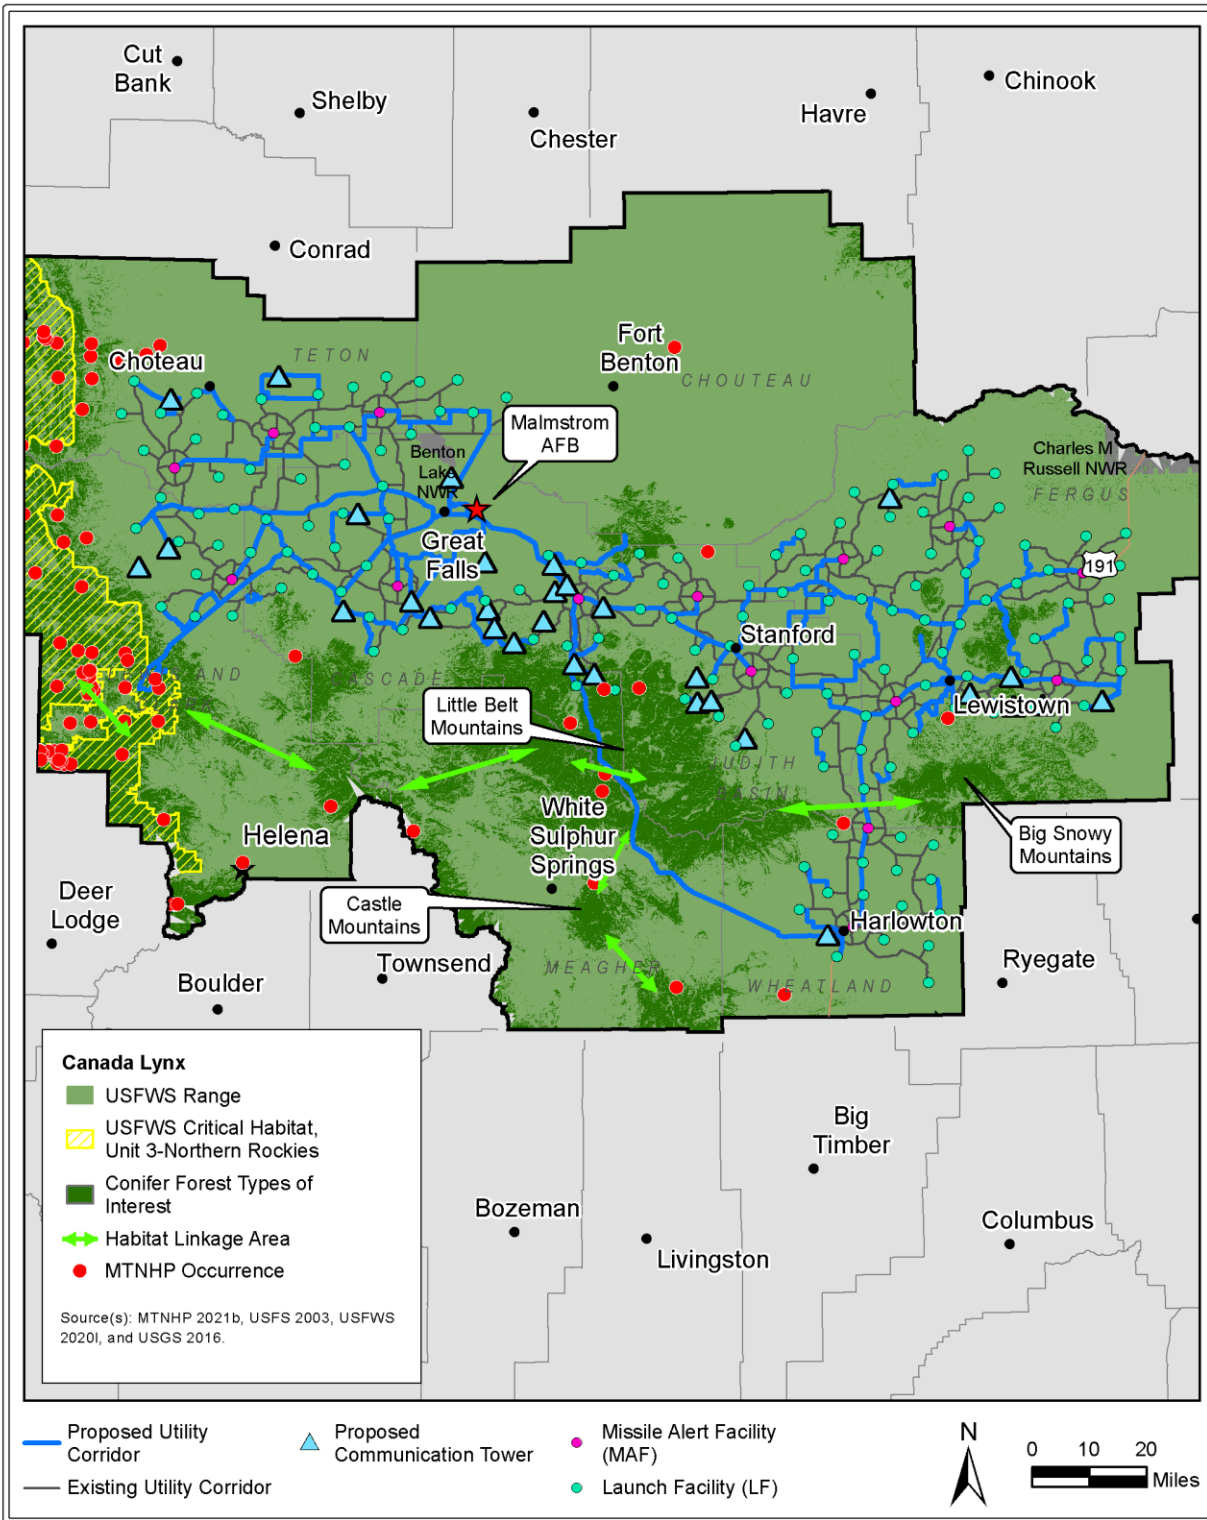 Cut
Bank
Shelby
Chester
Havre
Chinook
Conrad
Fort
Benton
TETON
Choteau
CHOUTEAU
Malmstrom
AFB
Benton
Lake
NWR
Charles M
Russell NWR
FERGUS
Great
Falls
191
Stanford
CASCADE
Lewistown
Little Belt
Mountains
JUDITH
BASIN
White
Sulphur
Springs
Helena
Big Snowy
Mountains
Deer
Lodge
Castle
Mountains
Harlowton
Townsend
MEAGHER
WHEATLAND
Ryegate
Boulder
Canada Lynx
USFWS Range
USFWS Critical Habitat,
Unit 3-Northern Rockies
Conifer Forest Types of
Interest
Habitat Linkage Area
MTNHP Occurrence
Source(s): MTNHP 2021b, USFS 2003, USFWS
2020l, and USGS 2016.
Big
Timber
Bozeman
Livingston
Columbus
Proposed Utility
Corridor
Existing Utility Corridor
Proposed
Communication Tower
Missile Alert Facility
(MAF)
Launch Facility (LF)
N
0 10 20
Miles